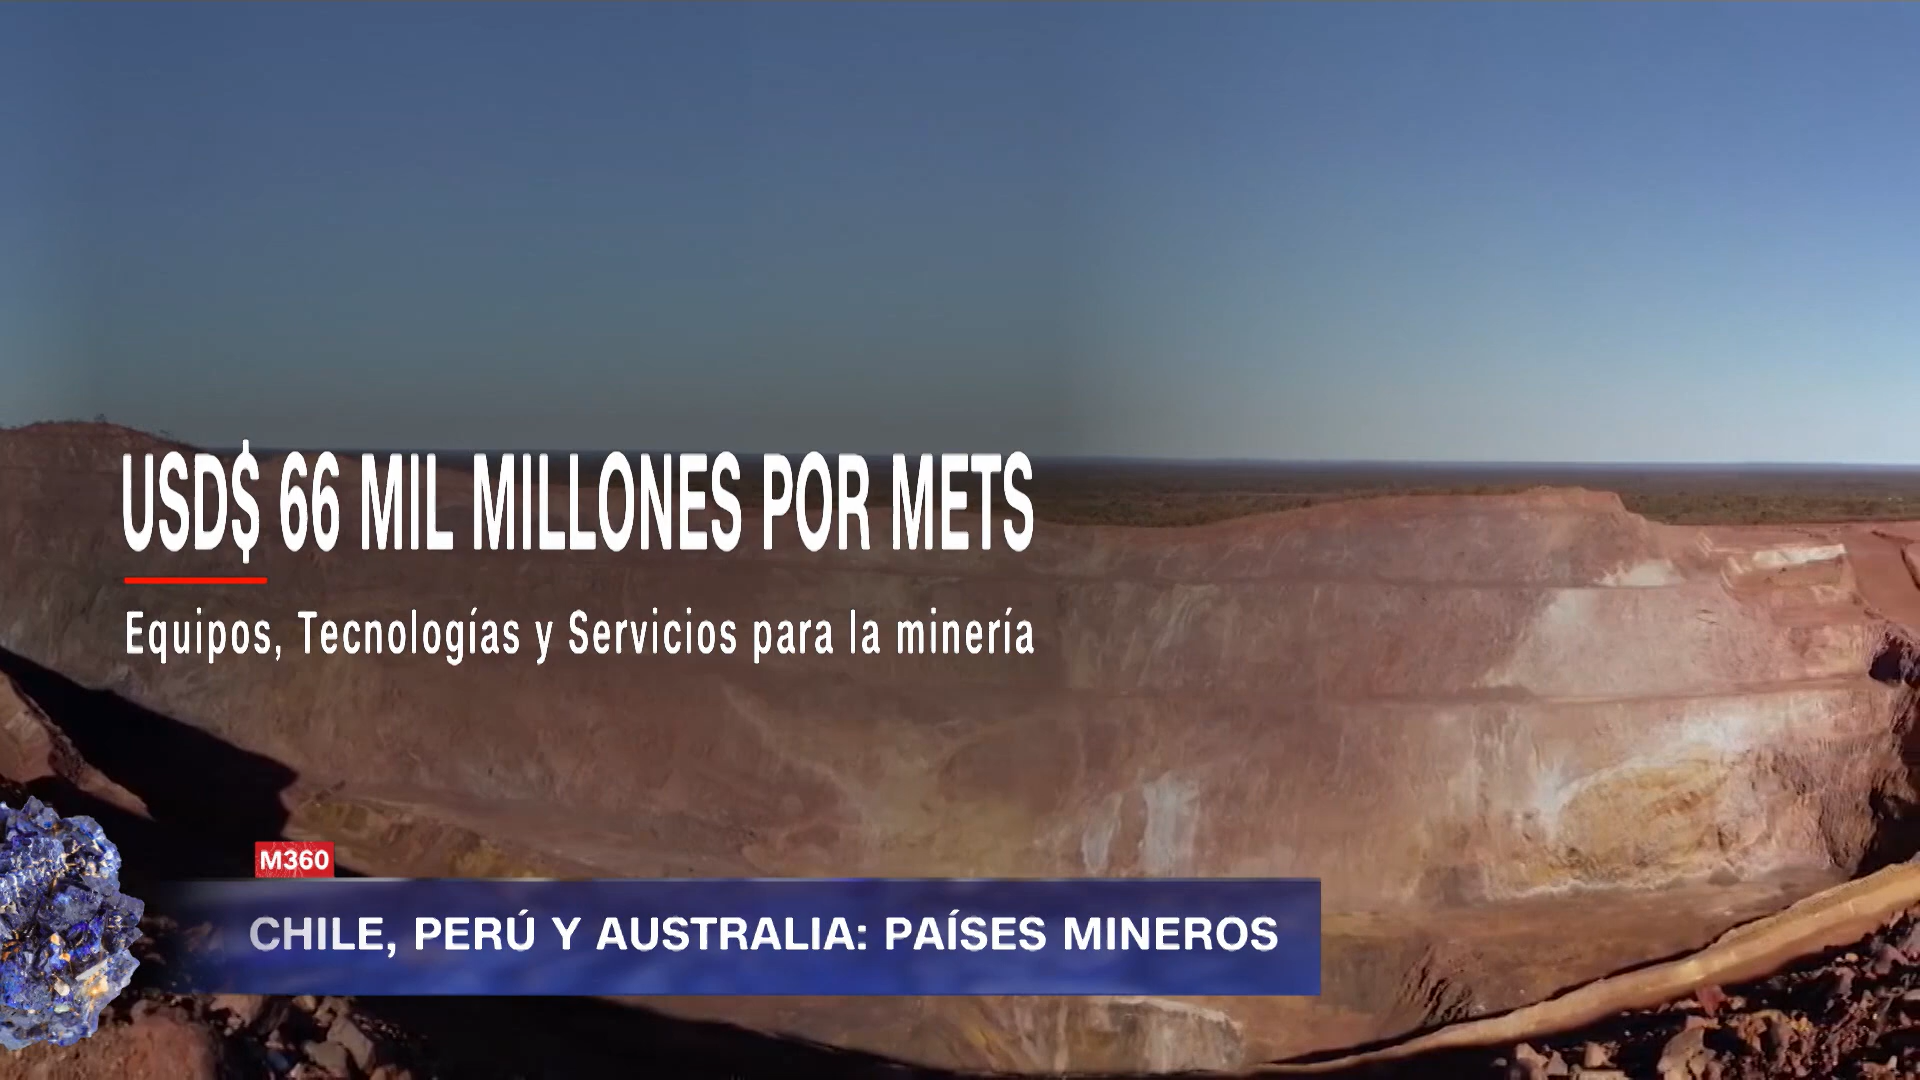 USD$ 66 MIL MILLONES POR METS
Equipos, Tecnologías y Servicios para la minería
M360
CHILE, PERÚ Y AUSTRALIA: PAÍSES MINEROS